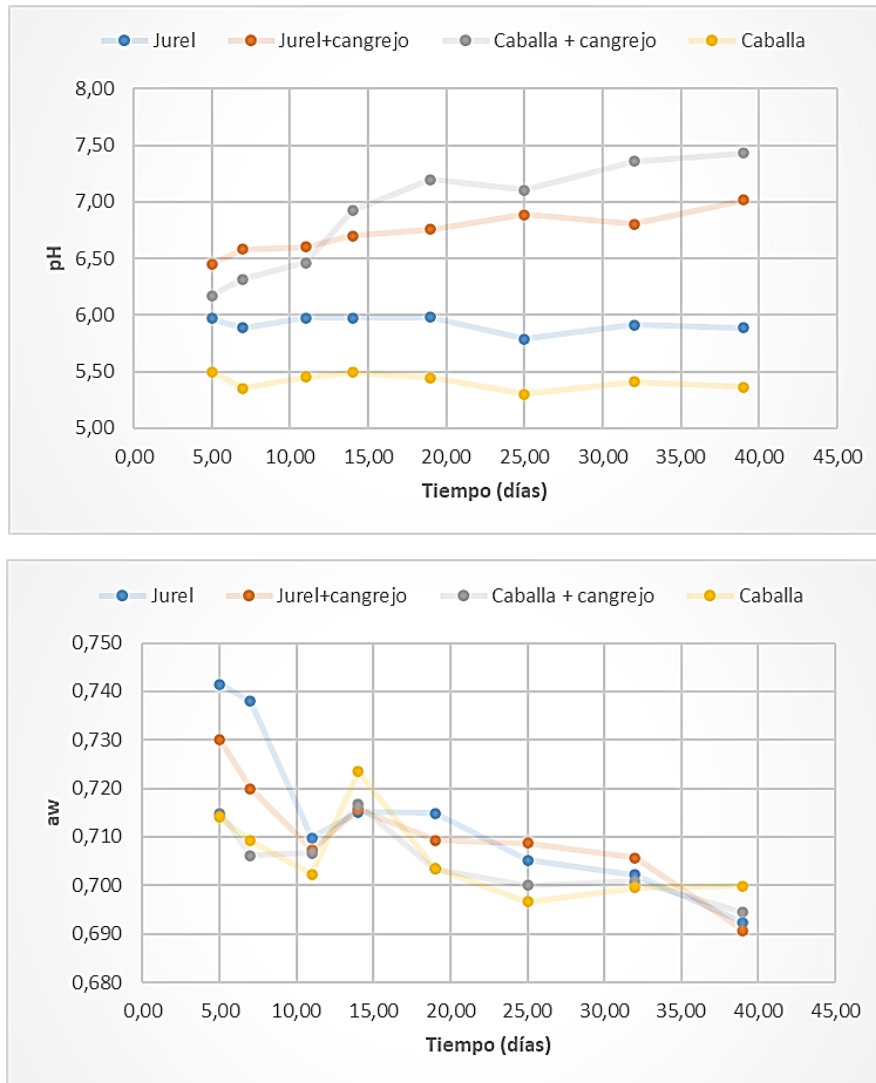 Jurel Jurel+cangrejo Caballa + cangrejo Caballa
8,00
7,50
7,00
6,50
6,00
5,50
5,00
pH
0,00 5,00 10,00 15,00 20,00 25,00 30,00 35,00 40,00 45,00
Tiempo (días)
Jurel Jurel+cangrejo Caballa + cangrejo Caballa
0,750
0,740
0,730
0,720
0,710
0,700
0,690
0,680
aw
0,00 5,00 10,00 15,00 20,00 25,00 30,00 35,00 40,00 45,00
Tiempo (días)